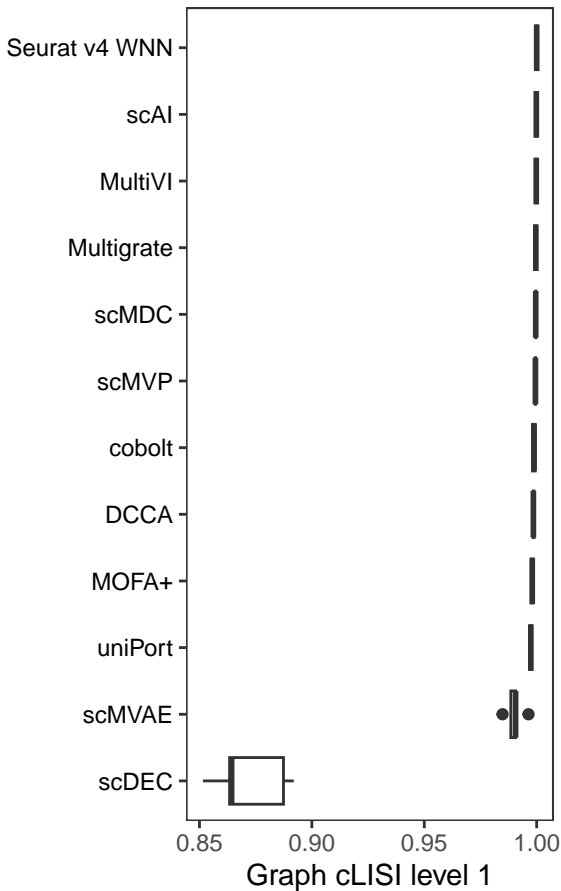 Seurat v4 WNN
scAI
MultiVI
Multigrate
scMDC
scMVP
cobolt
DCCA
MOFA+
uniPort
scMVAE
scDEC
0.85 0.90 0.95 1.00
Graph cLISI level 1